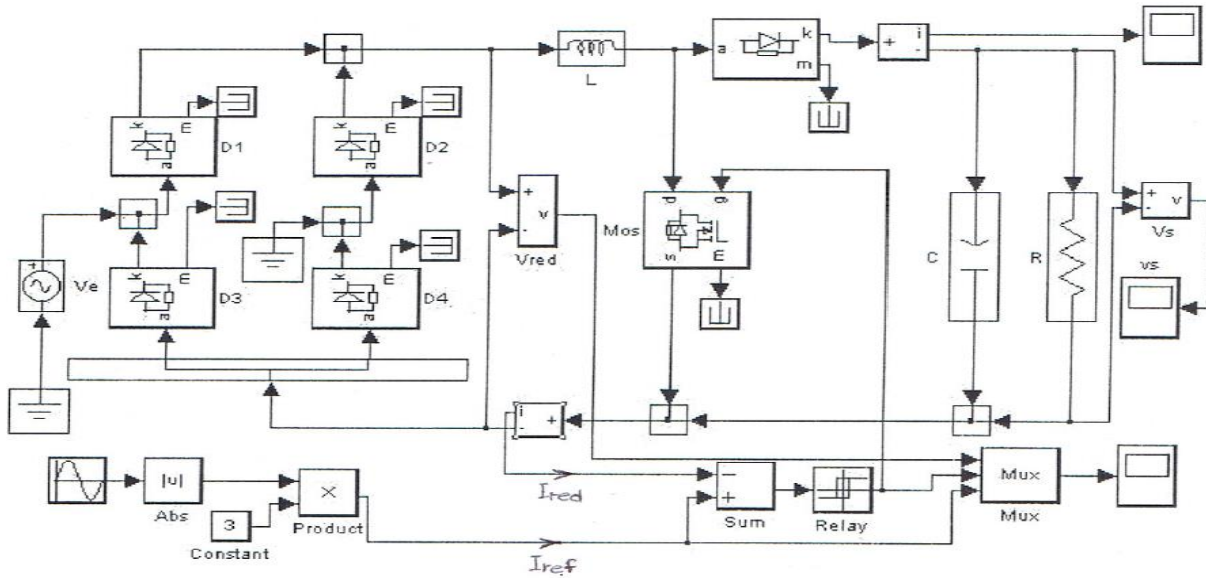 L
a
k
m
+
i
-
k
m
a
D1
k
m
a
D2
+
-
v
Vred
d
g
Mos
s
m
C
R
+
-
v
Vs
vs
+
Ve
k
m
a
D3
k
m
a
D4
i
-
+
|u|
Abs
3
Constant
×
Product
Ired
Iref
-
+
Sum
Relay
Mux
Mux